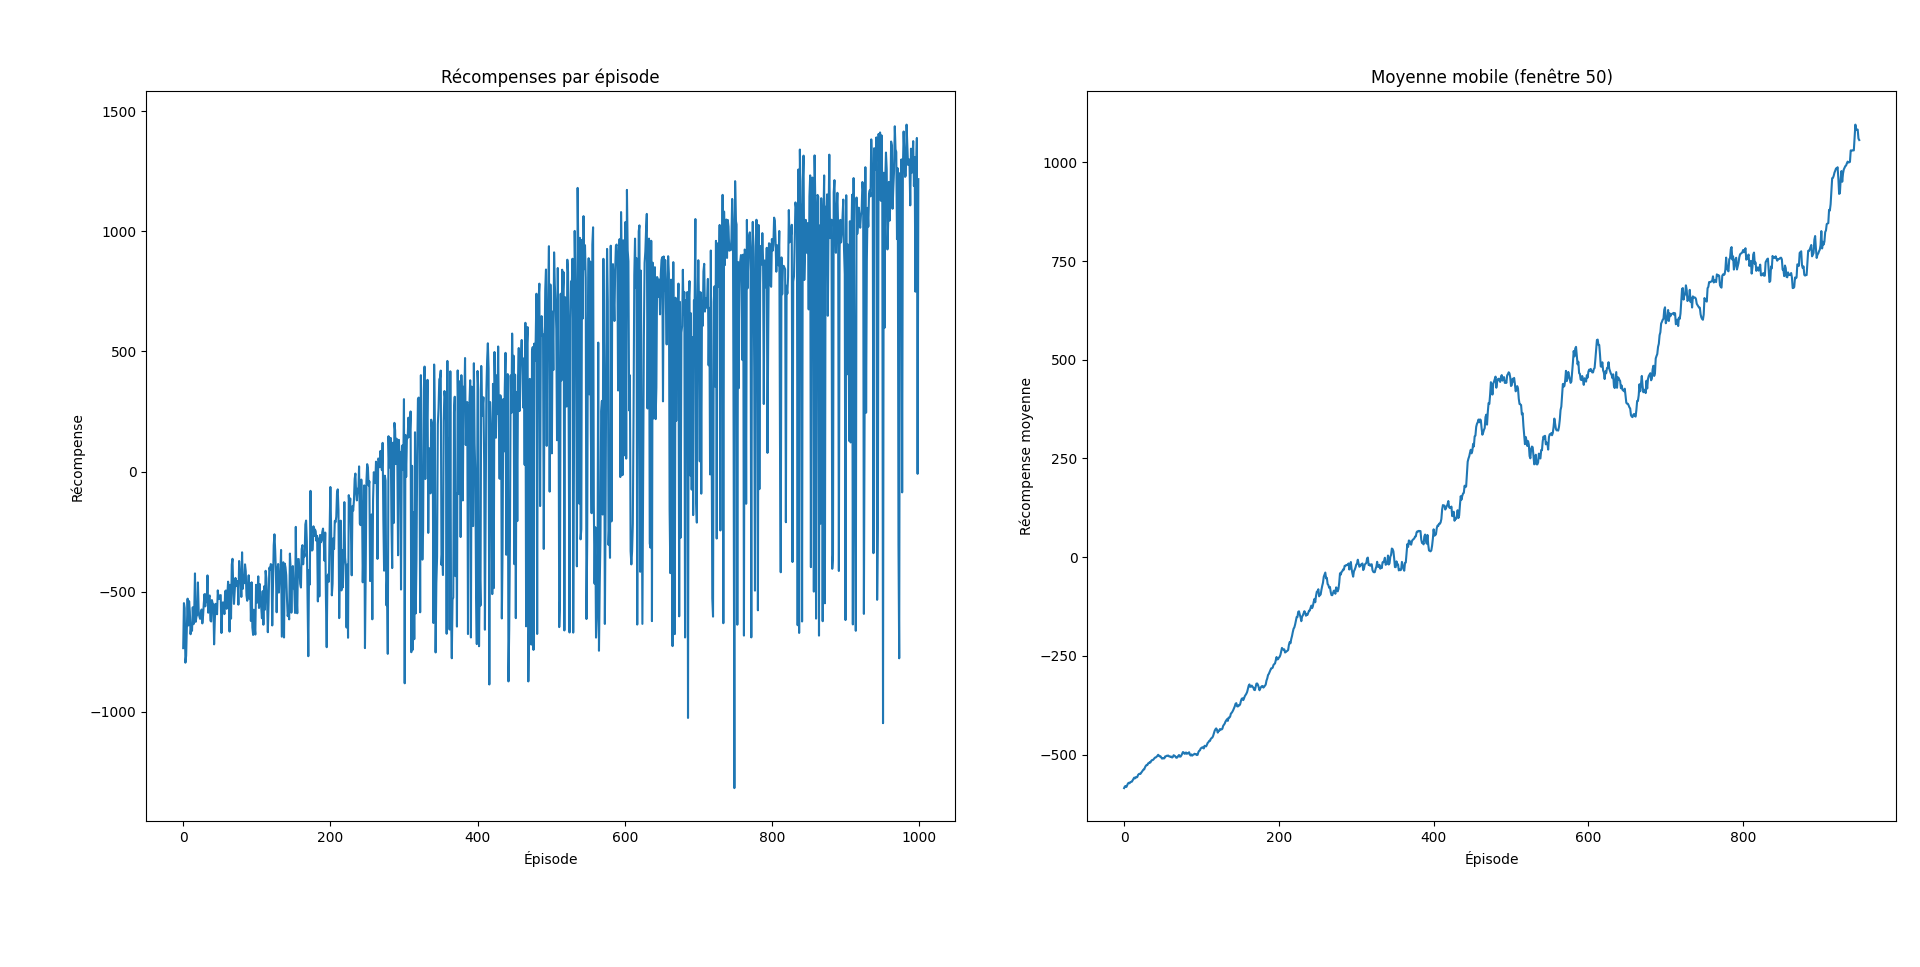 Récompenses par épisode
1500
1000
500
0
−500
−1000
Récompense
0 200 400 600 800 1000
Épisode
Moyenne mobile (fenêtre 50)
1000
750
500
250
0
−250
−500
Récompense moyenne
0 200 400 600 800
Épisode